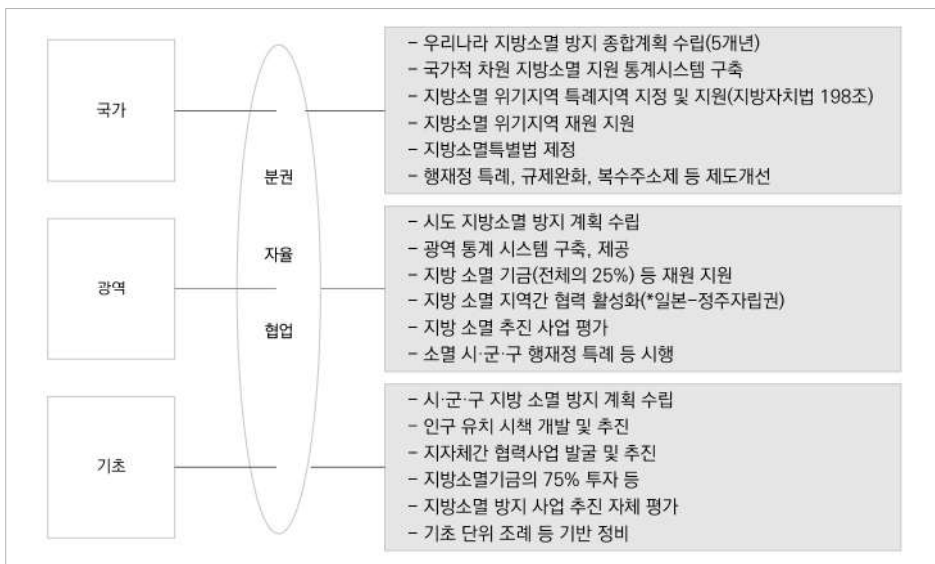 국가
- 우리나라 지방소멸 방지 종합계획 수립(5개년)
- 국가적 차원 지방소멸 지원 통계시스템 구축
- 지방소멸 위기지역 특례지역 지정 및 지원(지방자치법 198조)
- 지방소멸 위기지역 재원 지원
- 지방소멸특별법 제정
- 행재정 특례, 규제완화, 복수주소제 등 제도개선
분권
자율
협업
광역
- 시도 지방소멸 방지 계획 수립
- 광역 통계 시스템 구축, 제공
- 지방 소멸 기금(전체의 25%) 등 재원 지원
- 지방 소멸 지역간 협력 활성화(*일본-정주자립권)
- 지방 소멸 추진 사업 평가
- 소멸 시·군·구 행재정 특례 등 시행
기초
- 시·군·구 지방 소멸 방지 계획 수립
- 인구 유치 시책 개발 및 추진
- 지자체간 협력사업 발굴 및 추진
- 지방소멸기금의 75% 투자 등
- 지방소멸 방지 사업 추진 자체 평가
- 기초 단위 조례 등 기반 정비